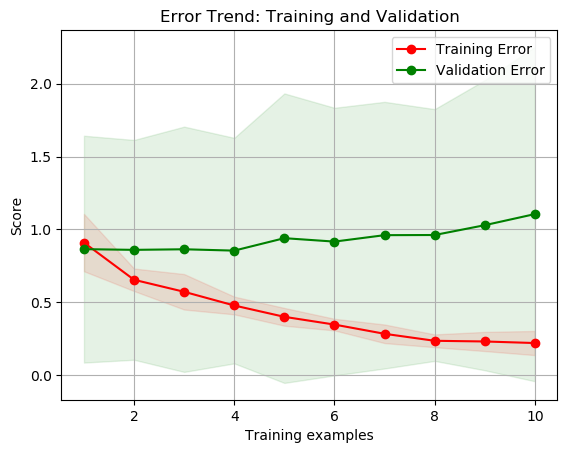 Error Trend: Training and Validation
Training Error
Validation Error
2.0
1.5
1.0
0.5
0.0
Score
2 4 6 8 10
Training examples